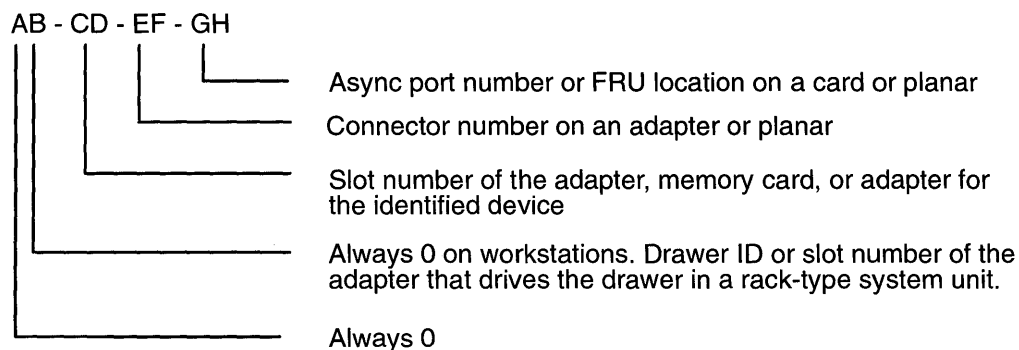 AB - CD - EF - GH
Async port number or FRU location on a card or planar
Connector number on an adapter or planar
Slot number of the adapter, memory card, or adapter for
the identified device
Always 0 on workstations. Drawer ID or slot number of the
adapter that drives the drawer in a rack-type system unit.
Always 0